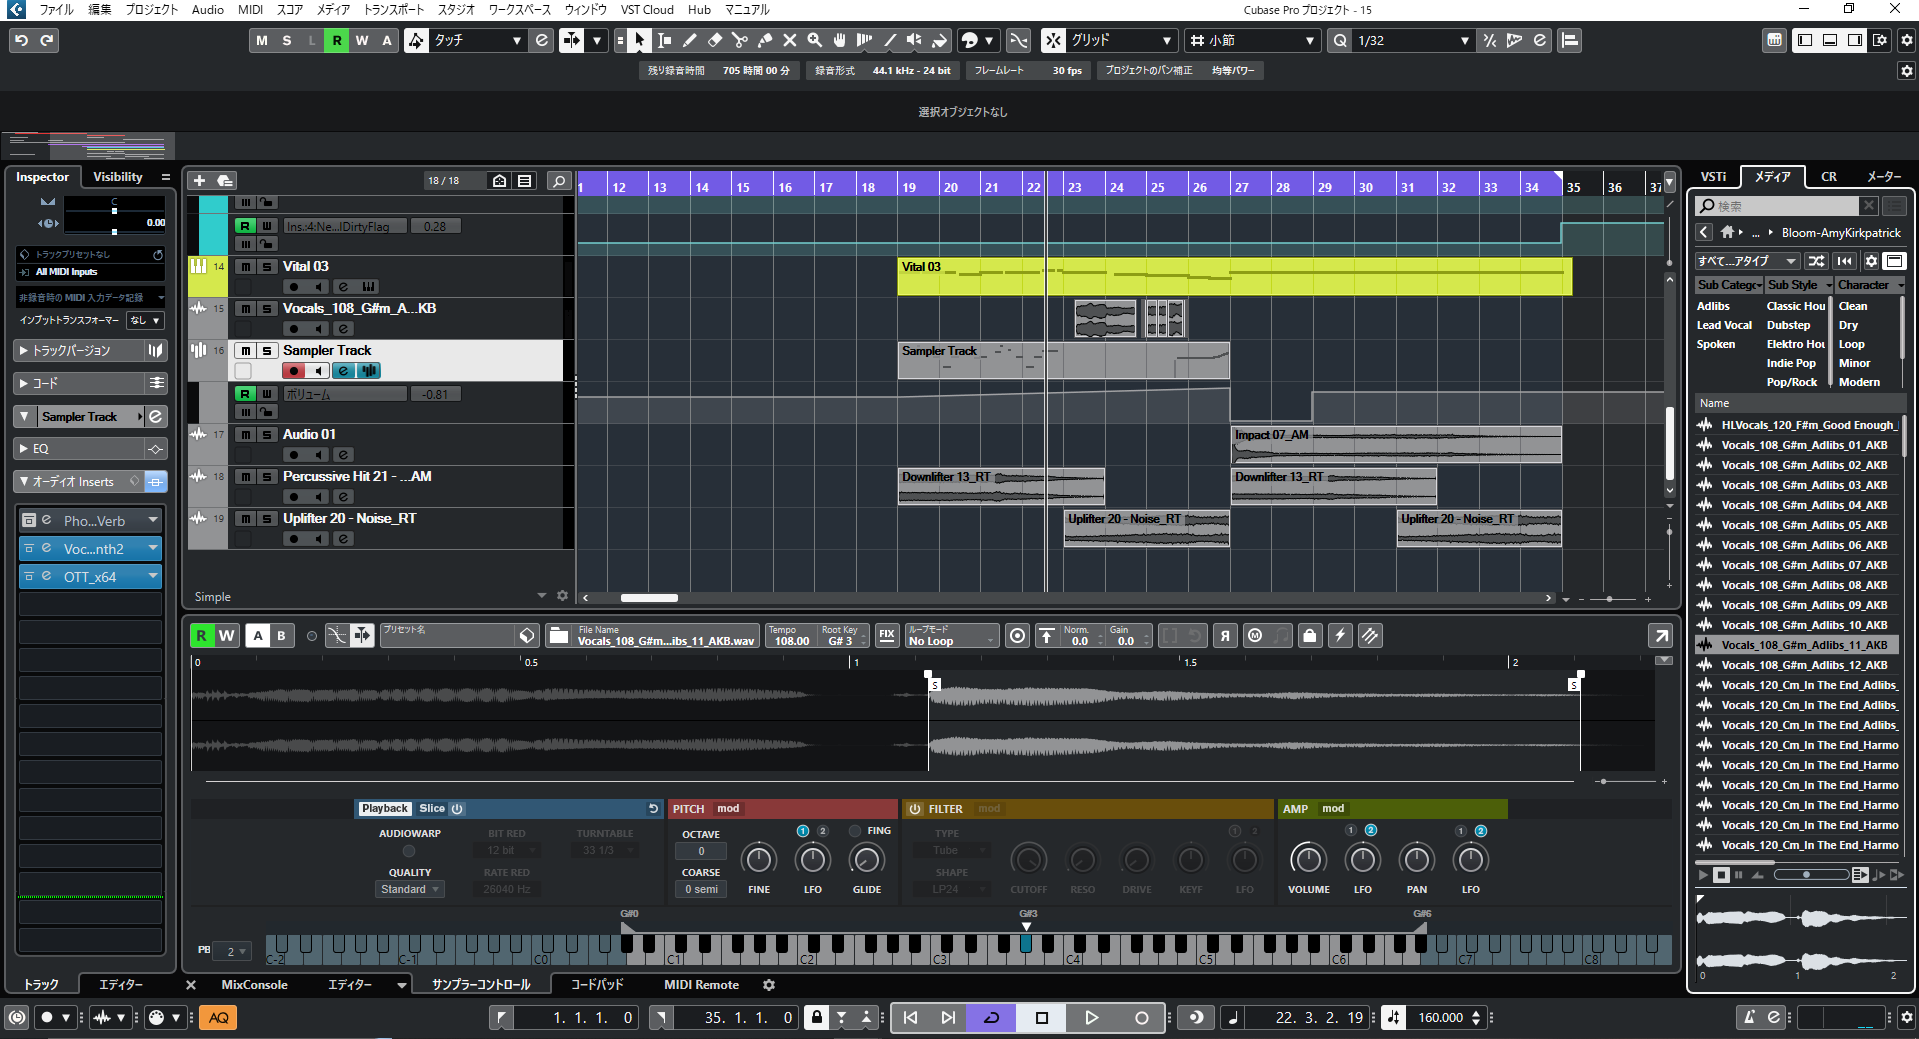 ファイル 編集 プロジェクト Audio MIDI スコア メディア トランスポート スタジオ ワークスペース ウィンドウ VST Cloud Hub マニュアル Cubase Pro プロジェクト - 15
M S L R W A タッチ グリッド 小節 Q 1/32
残り録音時間 705 時間 00 分 録音形式 44.1 kHz - 24 bit フレームレート 30 fps プロジェクトのパン補正 均等パワー
選択オブジェクトなし
Inspector Visibility
C
0.00
トラックプリセットなし
All MIDI Inputs
非録音時の MIDI 入力データ記録
インプットトランスフォーマー なし
トラックバージョン
コード
Sampler Track
EQ
オーディオ Inserts
Pho...Verb
Voc...nth2
OTT_x64
18 / 18
1 12 13 14 15 16 17 18 19 20 21 22 23 24 25 26 27 28 29 30 31 32 33 34 35 36 37
R W Ins.:4:Ne...lDirtyFlag 0.28
14 m S Vital 03
15 m S Vocals_108_G#m_A...KB
16 m S Sampler Track
R W ボリューム -0.81
17 m S Audio 01
18 m S Percussive Hit 21 - ...AM
19 m S Uplifter 20 - Noise_RT
Simple
Vital 03
Sampler Track
Impact 07_AM
Downlifter 13_RT Downlifter 13_RT
Uplifter 20 - Noise_RT Uplifter 20 - Noise_RT
VSTi メディア CR メーター
検索
... Bloom-AmyKirkpatrick
すべて...アタイプ
Sub Categc Sub Style Character
Adlibs Classic Hou Clean
Lead Vocal Dubstep Dry
Spoken Elektro Hou Loop
Indie Pop Minor
Pop/Rock Modern
Name
HLVocals_120_F#m_Good Enough_
Vocals_108_G#m_Adlibs_01_AKB
Vocals_108_G#m_Adlibs_02_AKB
Vocals_108_G#m_Adlibs_03_AKB
Vocals_108_G#m_Adlibs_04_AKB
Vocals_108_G#m_Adlibs_05_AKB
Vocals_108_G#m_Adlibs_06_AKB
Vocals_108_G#m_Adlibs_07_AKB
Vocals_108_G#m_Adlibs_08_AKB
Vocals_108_G#m_Adlibs_09_AKB
Vocals_108_G#m_Adlibs_10_AKB
Vocals_108_G#m_Adlibs_11_AKB
Vocals_108_G#m_Adlibs_12_AKB
Vocals_120_Cm_In The End_Adlibs_
Vocals_120_Cm_In The End_Adlibs_
Vocals_120_Cm_In The End_Adlibs_
Vocals_120_Cm_In The End_Harmo
Vocals_120_Cm_In The End_Harmo
Vocals_120_Cm_In The End_Harmo
Vocals_120_Cm_In The End_Harmo
Vocals_120_Cm_In The End_Harmo
Vocals_120_Cm_In The End_Harmo
0 1 2
R W A B プリセット名 File Name Tempo Root Key FIX ループモード Norm. Gain
Vocals_108_G#m...ibs_11_AKB.wav 108.00 G# 3 No Loop 0.0 0.0
0 0.5 1 1.5 2
S S
Playback Slice PITCH mod FILTER mod AMP mod
AUDIOWARP BIT RED TURNTABLE OCTAVE 1 2 FING TYPE 1 2 1 2 1 2
12 bit 33 1/3 0 Tube
QUALITY RATE RED COARSE SHAPE
Standard 26040 Hz 0 semi FINE LFO GLIDE LP24 CUTOFF RESO DRIVE KEYF LFO VOLUME LFO PAN LFO
G#0 G#3 G#6
PB 2
C-2 C-1 C0 C1 C2 C3 C4 C5 C6 C7 C8
トラック エディター MixConsole エディター サンプラーコントロール コードパッド MIDI Remote
AQ 1. 1. 1. 0 35. 1. 1. 0 22. 3. 2. 19 160.000